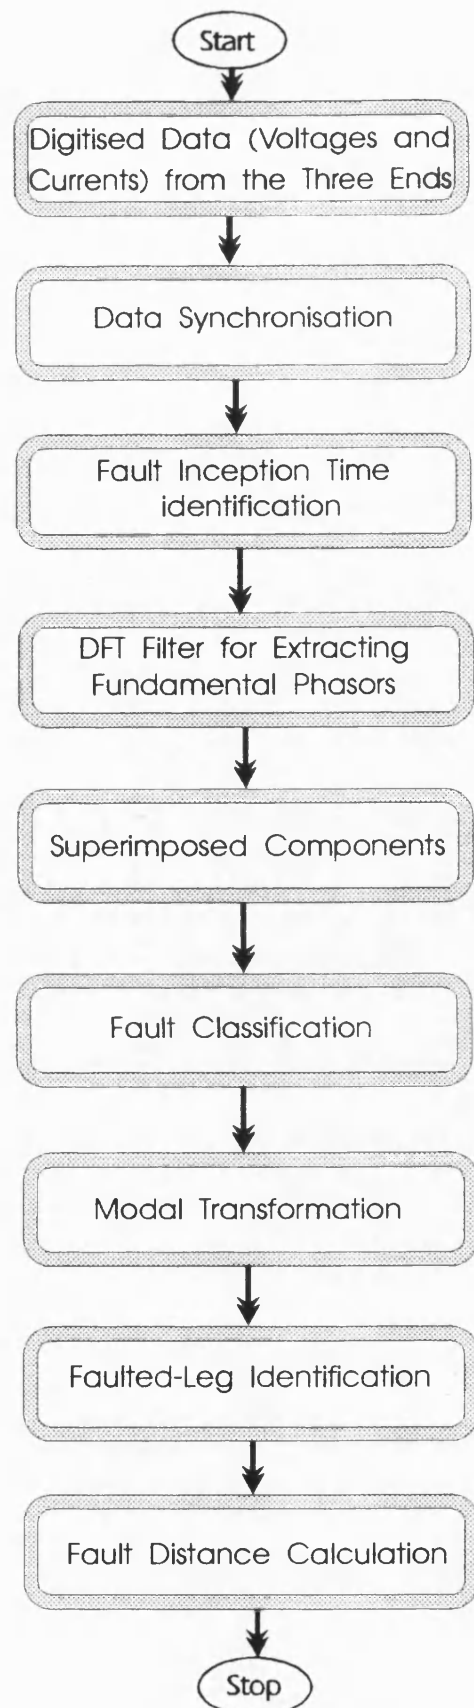 Start
Digitised Data (Voltages and
Currents) from the Three Ends
Data Synchronisation
Fault Inception Time
identification
DFT Filter for Extracting
Fundamental Phasors
Superimposed Components
Fault Classification
Modal Transformation
Faulted-Leg Identification
Fault Distance Calculation
Stop